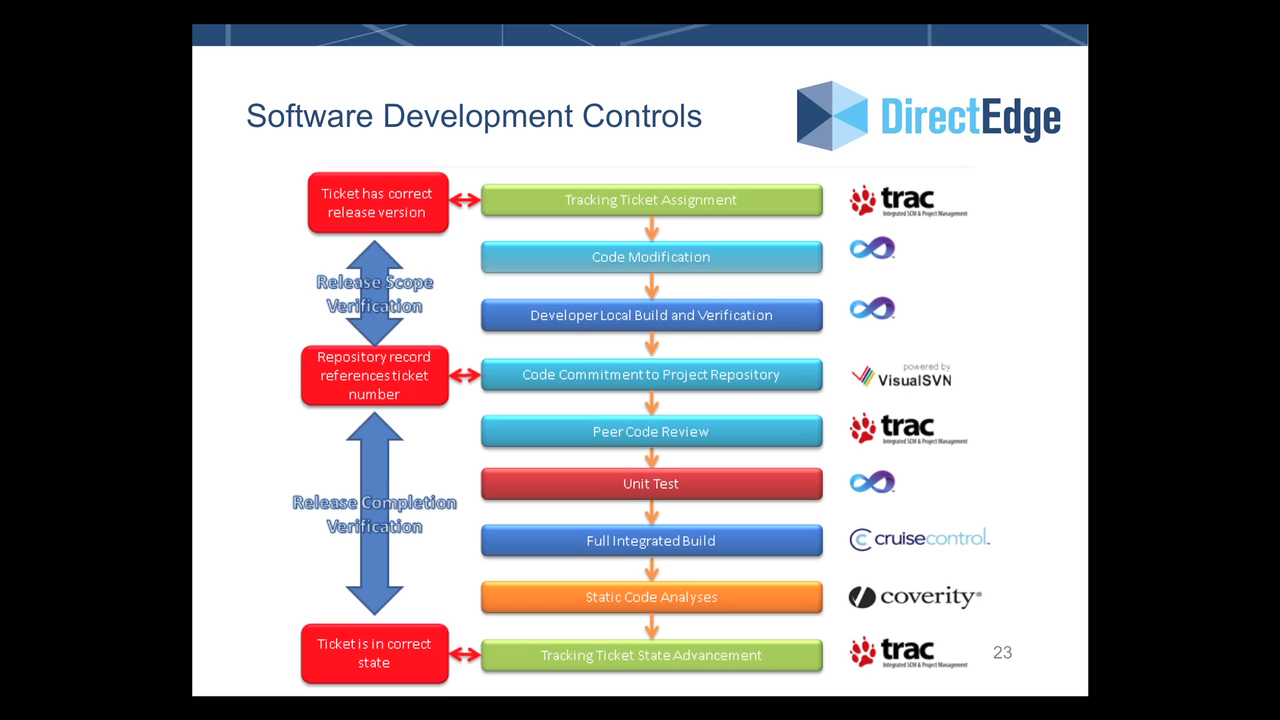 Software Development Controls
DirectEdge
Ticket has correct
release version
Tracking Ticket Assignment
trac
Integrated SCM & Project Management
Code Modification
Release Scope
Verification
Developer Local Build and Verification
Repository record
references ticket
number
Code Commitment to Project Repository
powered by
VisualSVN
Peer Code Review
trac
Integrated SCM & Project Management
Unit Test
Release Completion
Verification
Full Integrated Build
cruisecontrol
Static Code Analyses
coverity®
Ticket is in correct
state
Tracking Ticket State Advancement
trac
Integrated SCM & Project Management
23